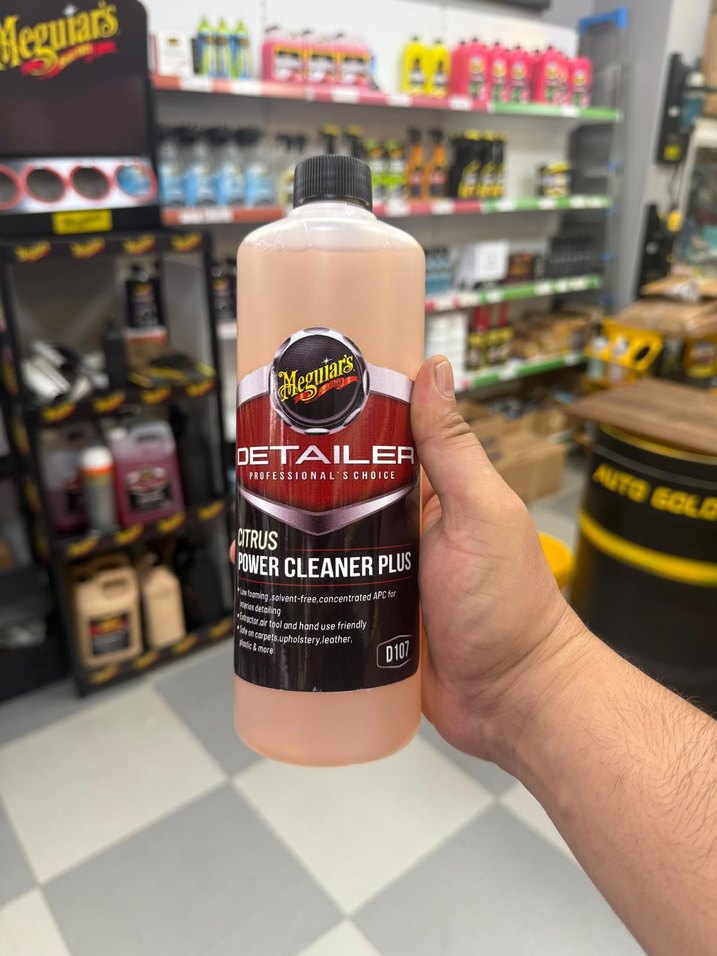 Meguiar's
Meguiar's
DETAILER
PROFESSIONAL'S CHOICE
CITRUS
POWER CLEANER PLUS
Low foaming ,solvent-free,concentrated APC for
interios detailing
Extractor,air tool and hand use friendly
Safe on carpets,upholstery,leather,
plastic & more
D107
AUTO GOLD